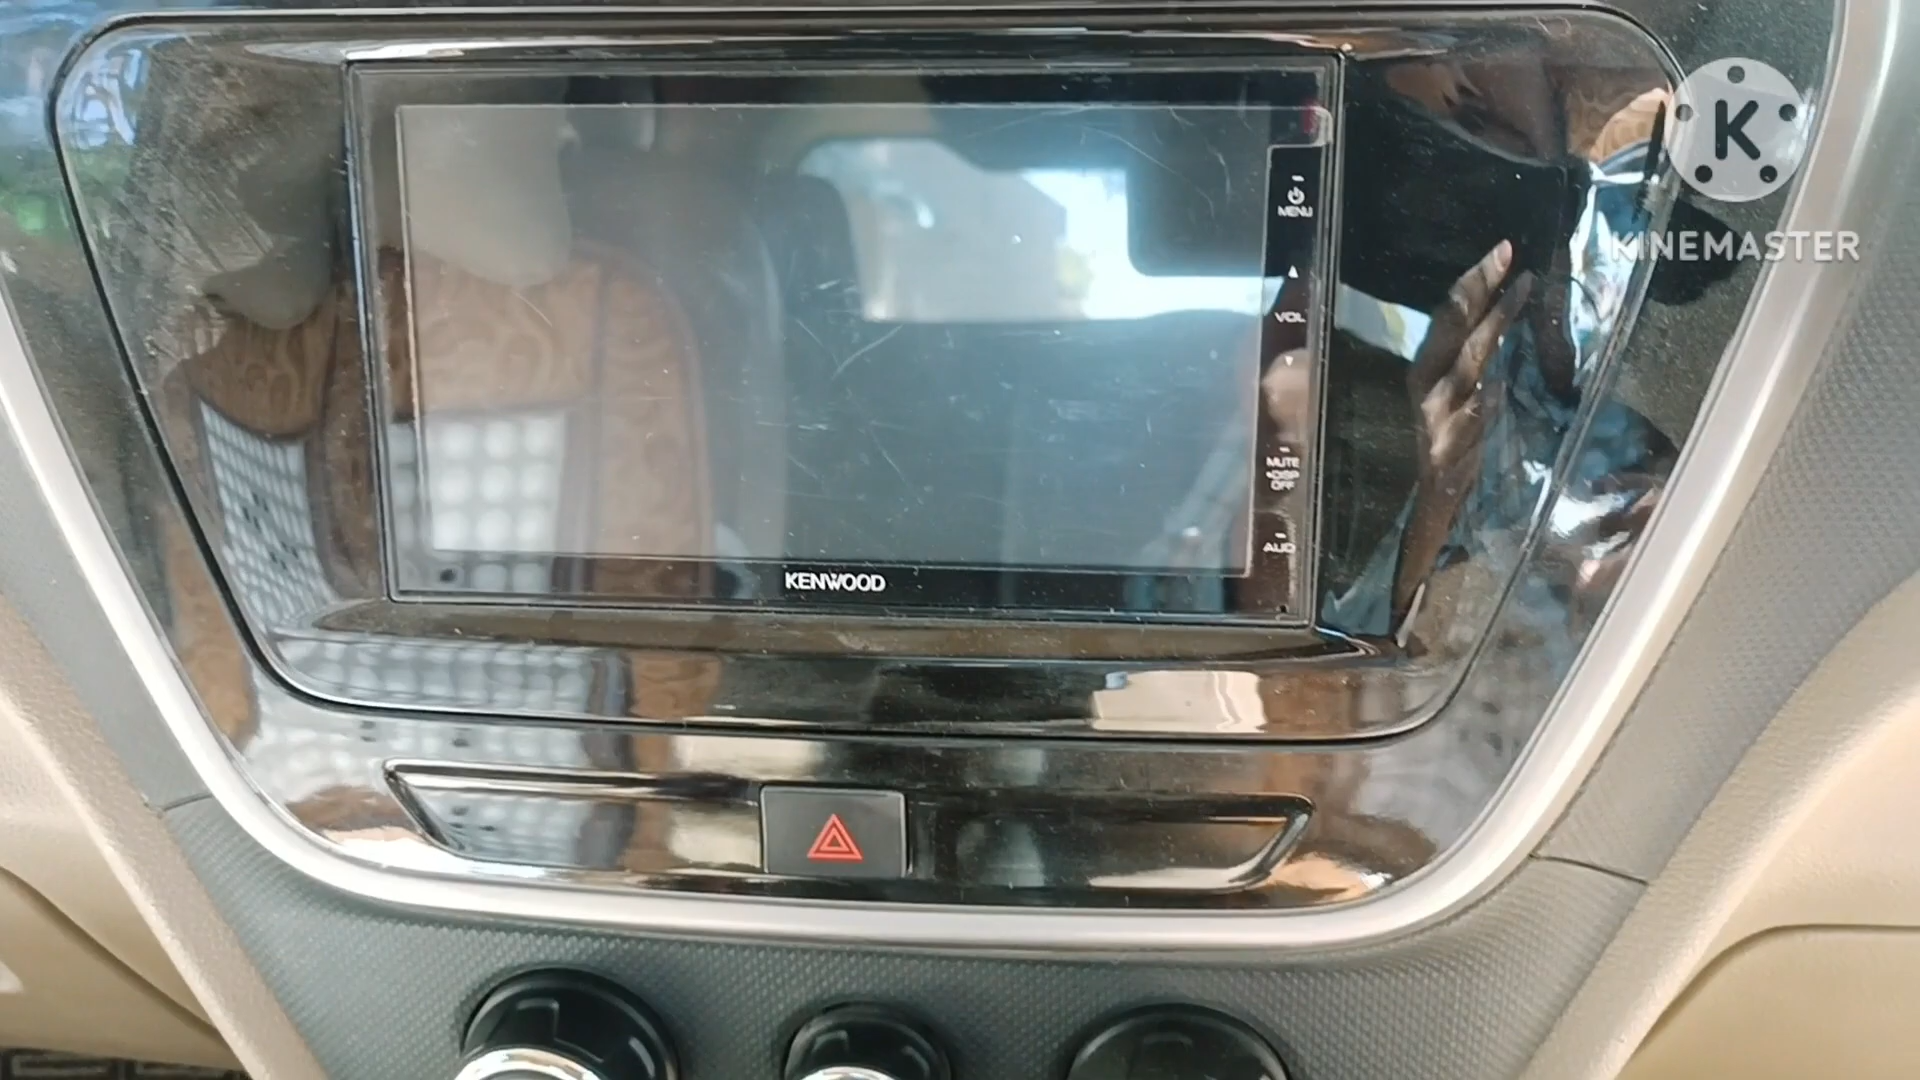 K
KINEMASTER
MENU
VOL
MUTE
•DISP
OFF
AUD
KENWOOD